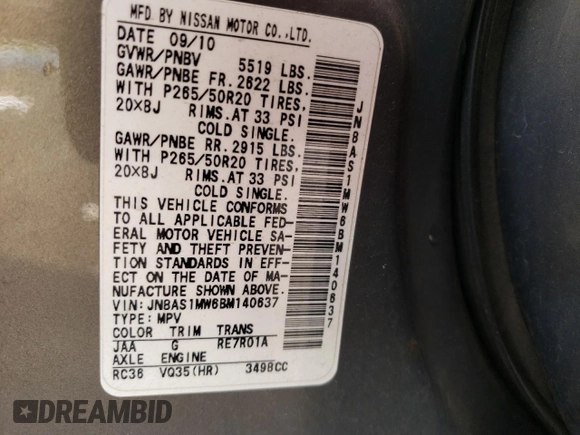 MFD BY NISSAN MOTOR CO.,LTD.
DATE 09/10
GVWR/PNBV 5519 LBS.
GAWR/PNBE FR.2622 LBS.
WITH P265/50R20 TIRES,
20X8J RIMS.AT 33 PSI
COLD SINGLE.
GAWR/PNBE RR.2915 LBS.
WITH P265/50R20 TIRES,
20X8J RIMS.AT 33 PSI
COLD SINGLE.
THIS VEHICLE CONFORMS
TO ALL APPLICABLE FED-
ERAL MOTOR VEHICLE SA-
FETY AND THEFT PREVEN-
TION STANDARDS IN EFF-
ECT ON THE DATE OF MA-
NUFACTURE SHOWN ABOVE.
VIN:JN8AS1MW6BM140637
TYPE:MPV
COLOR TRIM TRANS
JAA G RE7R01A
AXLE ENGINE
RC36 VQ35(HR) 3498CC
JN8AS1MW6BM140637
DREAMBID